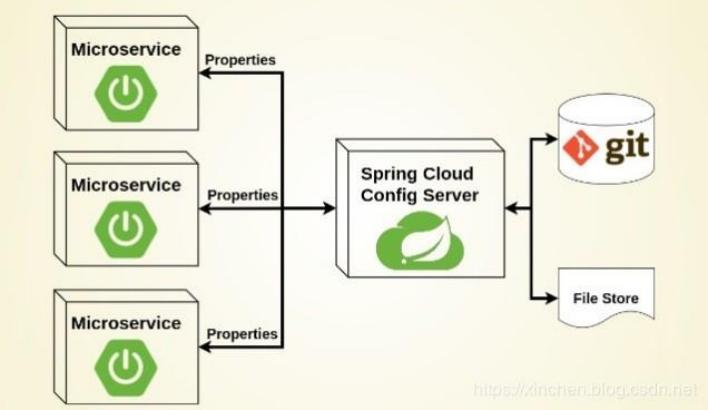 Microservice
Properties
Microservice
Properties
Microservice
Properties
Spring Cloud
Config Server
git
File Store
https://xinchen.blog.csdn.net